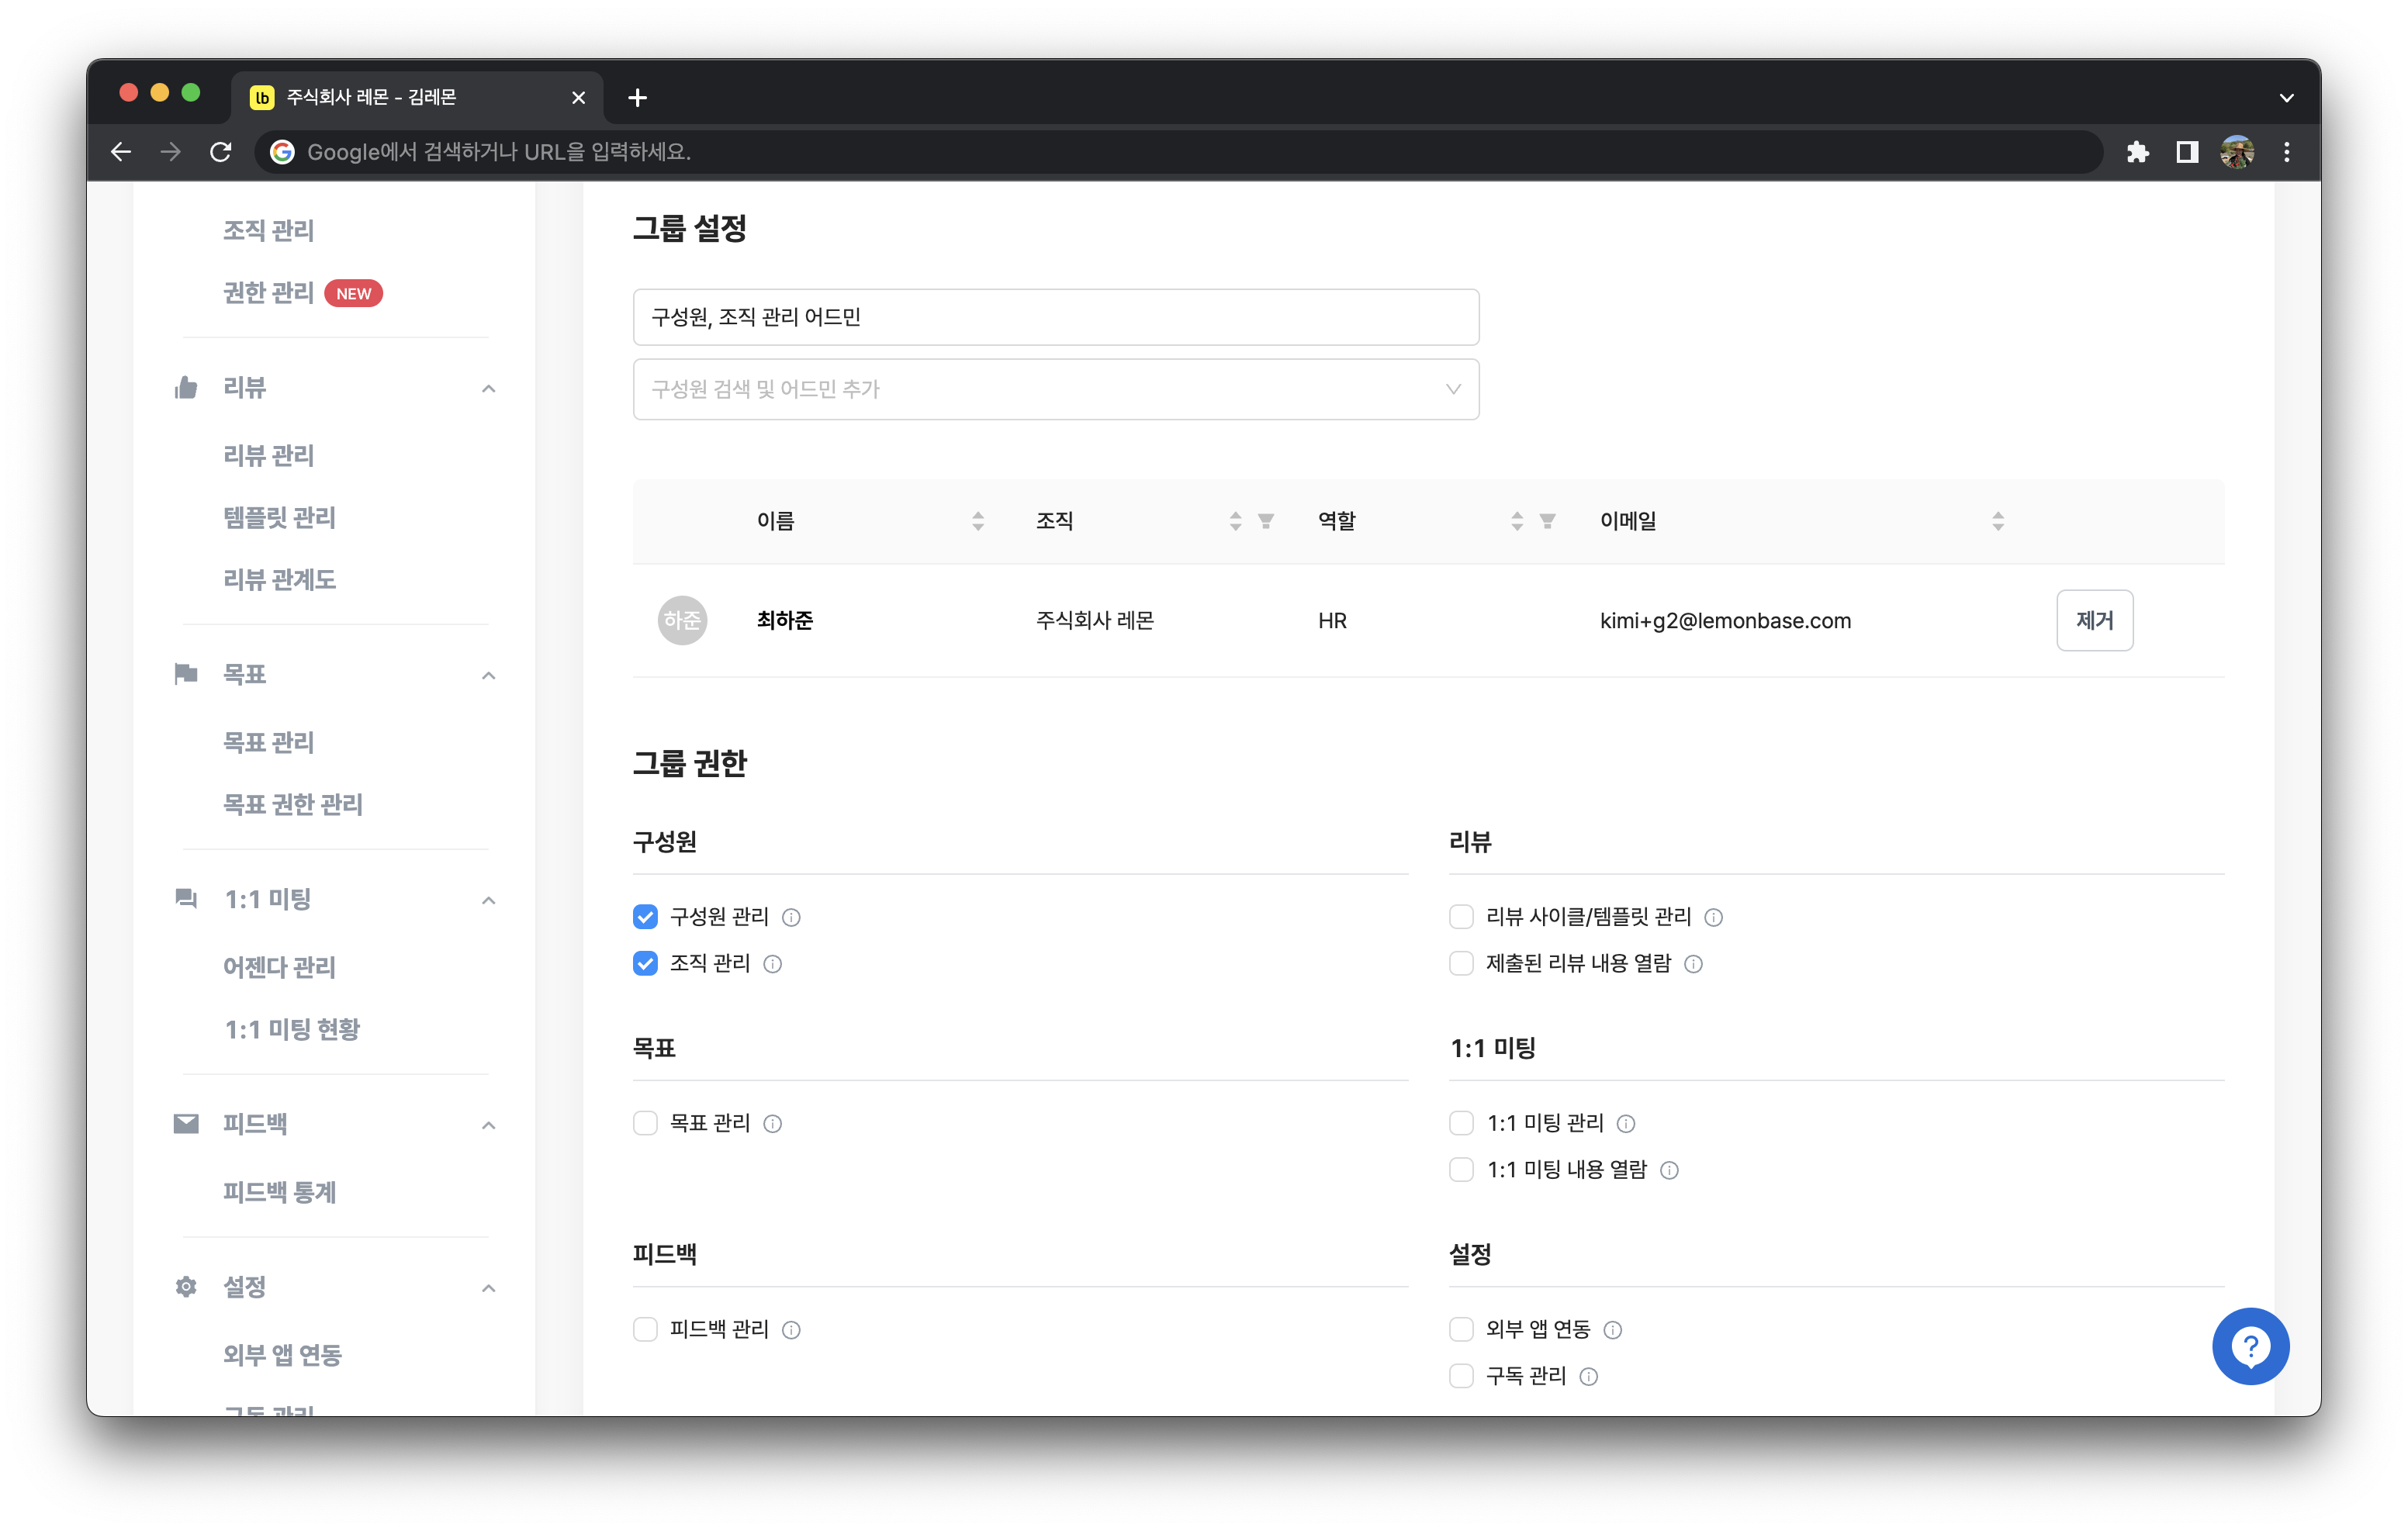 lb 주식회사 레몬 - 김레몬
Google에서 검색하거나 URL을 입력하세요.
조직 관리
권한 관리 NEW
리뷰
리뷰 관리
템플릿 관리
리뷰 관계도
목표
목표 관리
목표 권한 관리
1:1 미팅
어젠다 관리
1:1 미팅 현황
피드백
피드백 통계
설정
외부 앱 연동
구독 관리
그룹 설정
구성원, 조직 관리 어드민
구성원 검색 및 어드민 추가
이름 조직 역할 이메일
하준 최하준 주식회사 레몬 HR kimi+g2@lemonbase.com 제거
그룹 권한
구성원
구성원 관리
조직 관리
리뷰
리뷰 사이클/템플릿 관리
제출된 리뷰 내용 열람
목표
목표 관리
1:1 미팅
1:1 미팅 관리
1:1 미팅 내용 열람
피드백
피드백 관리
설정
외부 앱 연동
구독 관리